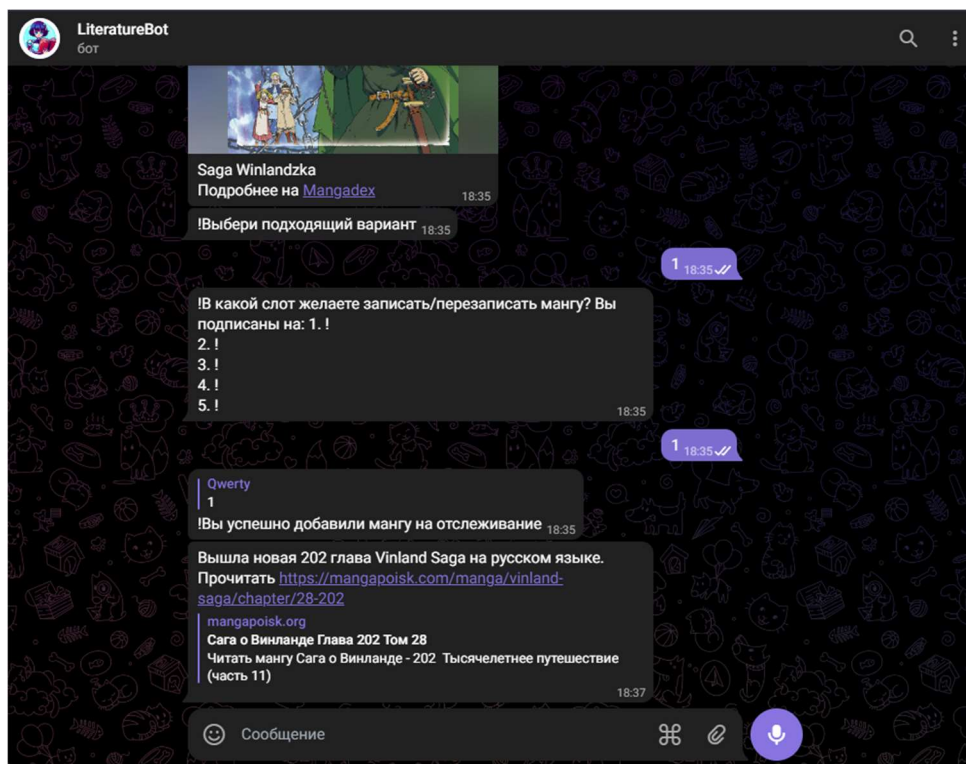 LiteratureBot
бот
Saga Winlandzka
Подробнее на Mangadex
18:35
!Выбери подходящий вариант 18:35
1 18:35
!В какой слот желаете записать/перезаписать мангу? Вы
подписаны на: 1. !
2. !
3. !
4. !
5. !
18:35
1 18:35
Qwerty
1
!Вы успешно добавили мангу на отслеживание 18:35
Вышла новая 202 глава Vinland Saga на русском языке.
Прочитать https://mangapoisk.com/manga/vinland-
saga/chapter/28-202
mangapoisk.org
Сага о Винланде Глава 202 Том 28
Читать мангу Сага о Винланде - 202 Тысячелетнее путешествие
(часть 11)
18:37
Сообщение